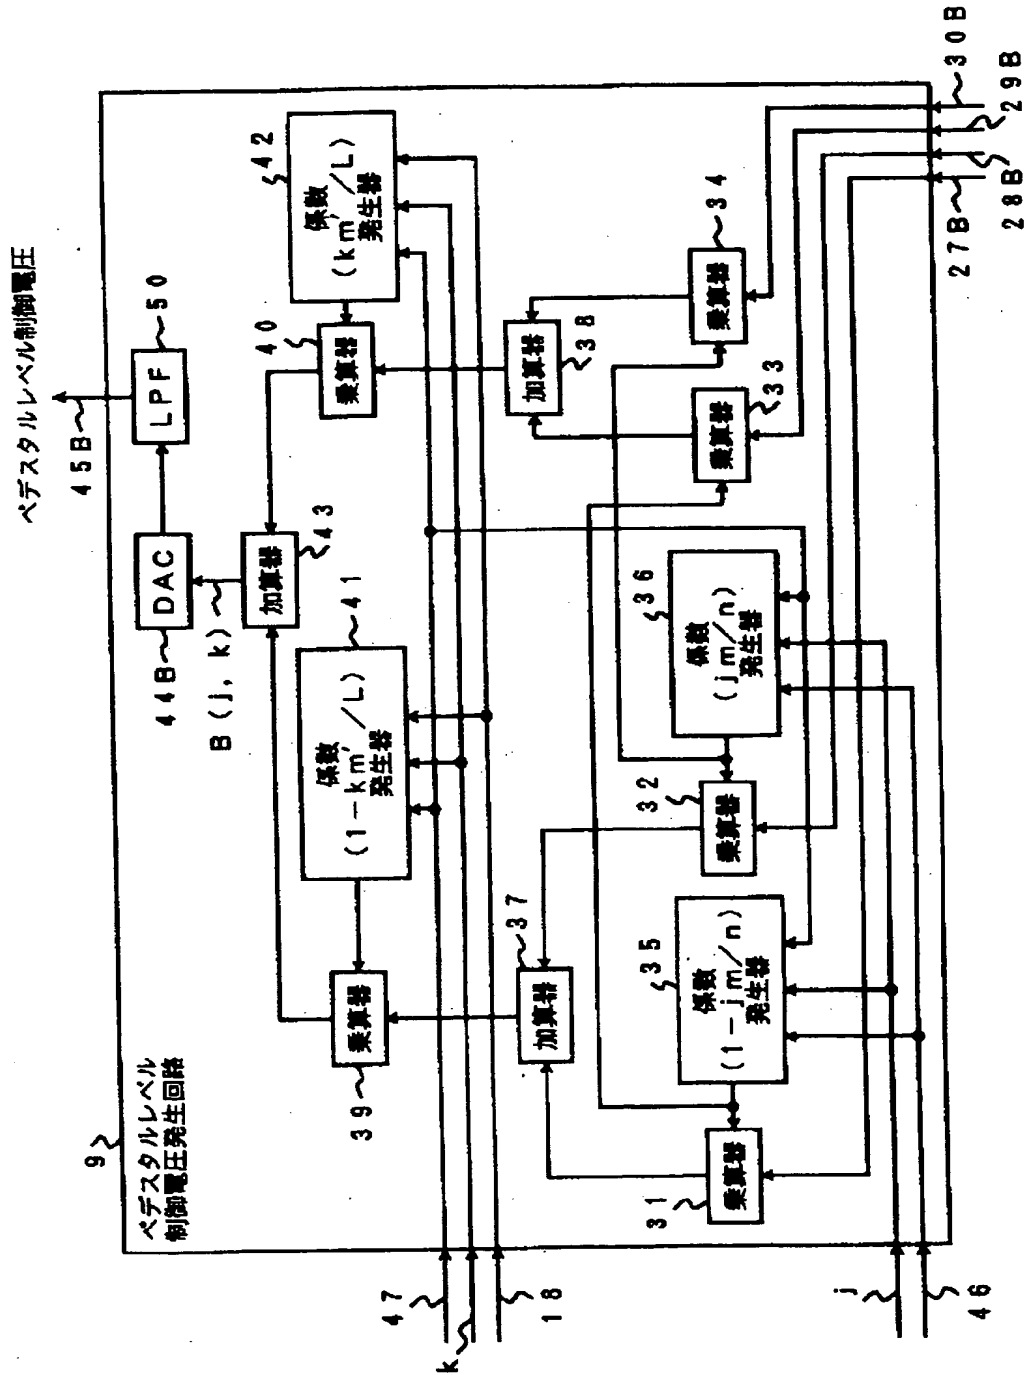 ペデスタルレベル制御電圧
45B
LPF
50
DAC
44B
B(j, k)
加算器
43
係数
(km'/L)
発生器
42
乗算器
40
係数
(1-km'/L)
発生器
41
乗算器
39
9
ペデスタルレベル
制御電圧発生回路
加算器
38
加算器
37
乗算器
34
乗算器
33
係数
(jm/n)
発生器
36
乗算器
32
係数
(1-jm/n)
発生器
35
乗算器
31
47
k
18
j
46
27B
28B
29B
30B